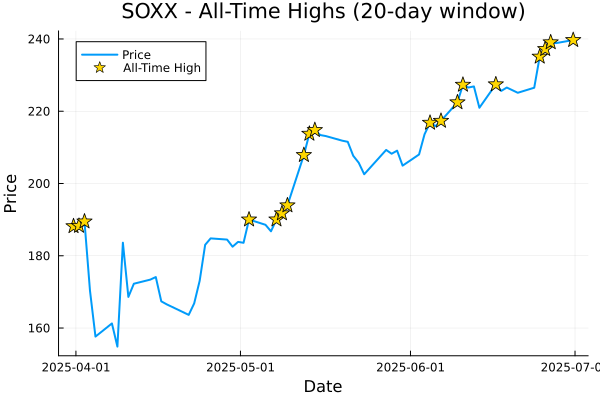 SOXX - All-Time Highs (20-day window)
240
220
200
180
160
Price
All-Time High
Price
2025-04-01
2025-05-01
2025-06-01
2025-07-0
Date